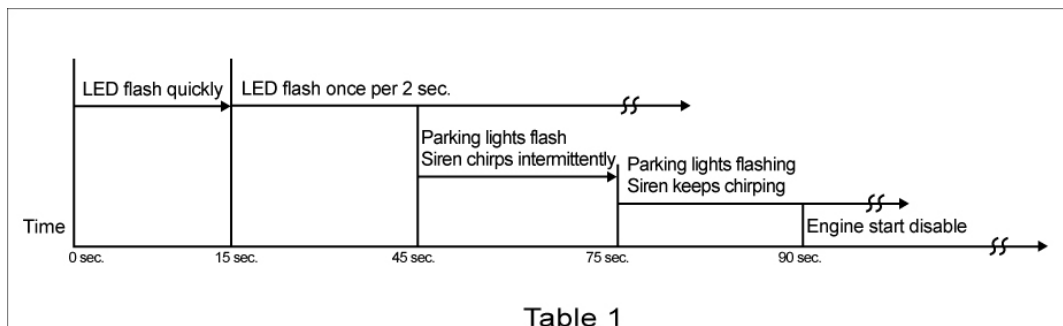 LED flash quickly
LED flash once per 2 sec.
Parking lights flash
Siren chirps intermittently
Parking lights flashing
Siren keeps chirping
Time
Engine start disable
0 sec.
15 sec.
45 sec.
75 sec.
90 sec.
Table 1